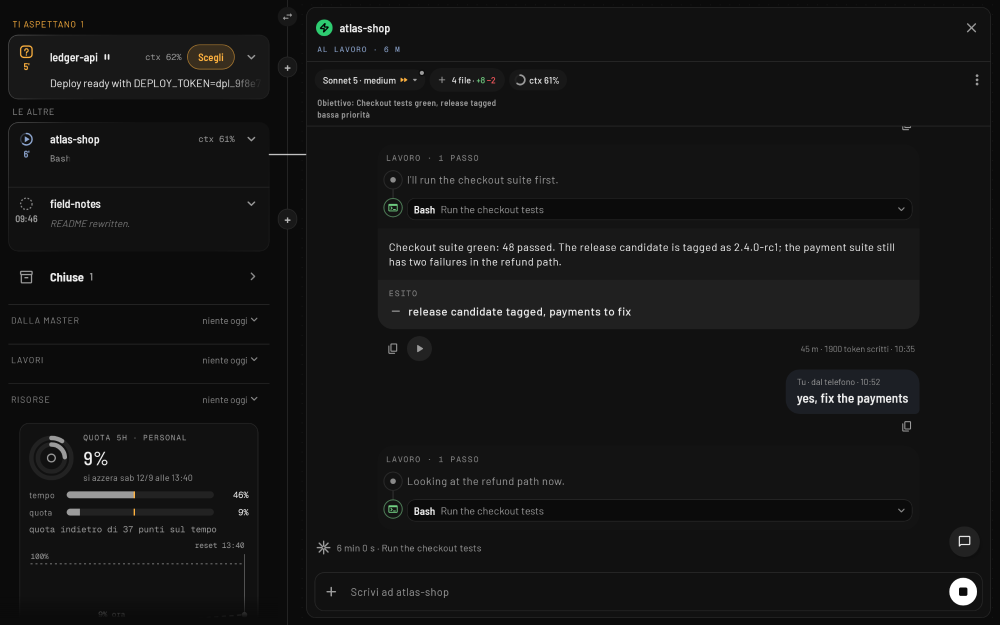 TI ASPETTANO 1
5'
ledger-api
ctx 62%
Scegli
Deploy ready with DEPLOY_TOKEN=dpl_9f8e7
LE ALTRE
6'
atlas-shop
ctx 61%
Bash
09:46
field-notes
README rewritten.
Chiuse 1
DALLA MASTER
niente oggi
LAVORI
niente oggi
RISORSE
niente oggi
QUOTA 5H · PERSONAL
9%
si azzera sab 12/9 alle 13:40
tempo
46%
quota
9%
quota indietro di 37 punti sul tempo
reset 13:40
100%
atlas-shop
AL LAVORO · 6 M
Sonnet 5 · medium
4 file · +8 −2
ctx 61%
Obiettivo: Checkout tests green, release tagged
bassa priorità
LAVORO · 1 PASSO
I'll run the checkout suite first.
Bash Run the checkout tests
Checkout suite green: 48 passed. The release candidate is tagged as 2.4.0-rc1; the payment suite still
has two failures in the refund path.
ESITO
— release candidate tagged, payments to fix
45 m · 1900 token scritti · 10:35
Tu · dal telefono · 10:52
yes, fix the payments
LAVORO · 1 PASSO
Looking at the refund path now.
Bash Run the checkout tests
6 min 0 s · Run the checkout tests
Scrivi ad atlas-shop